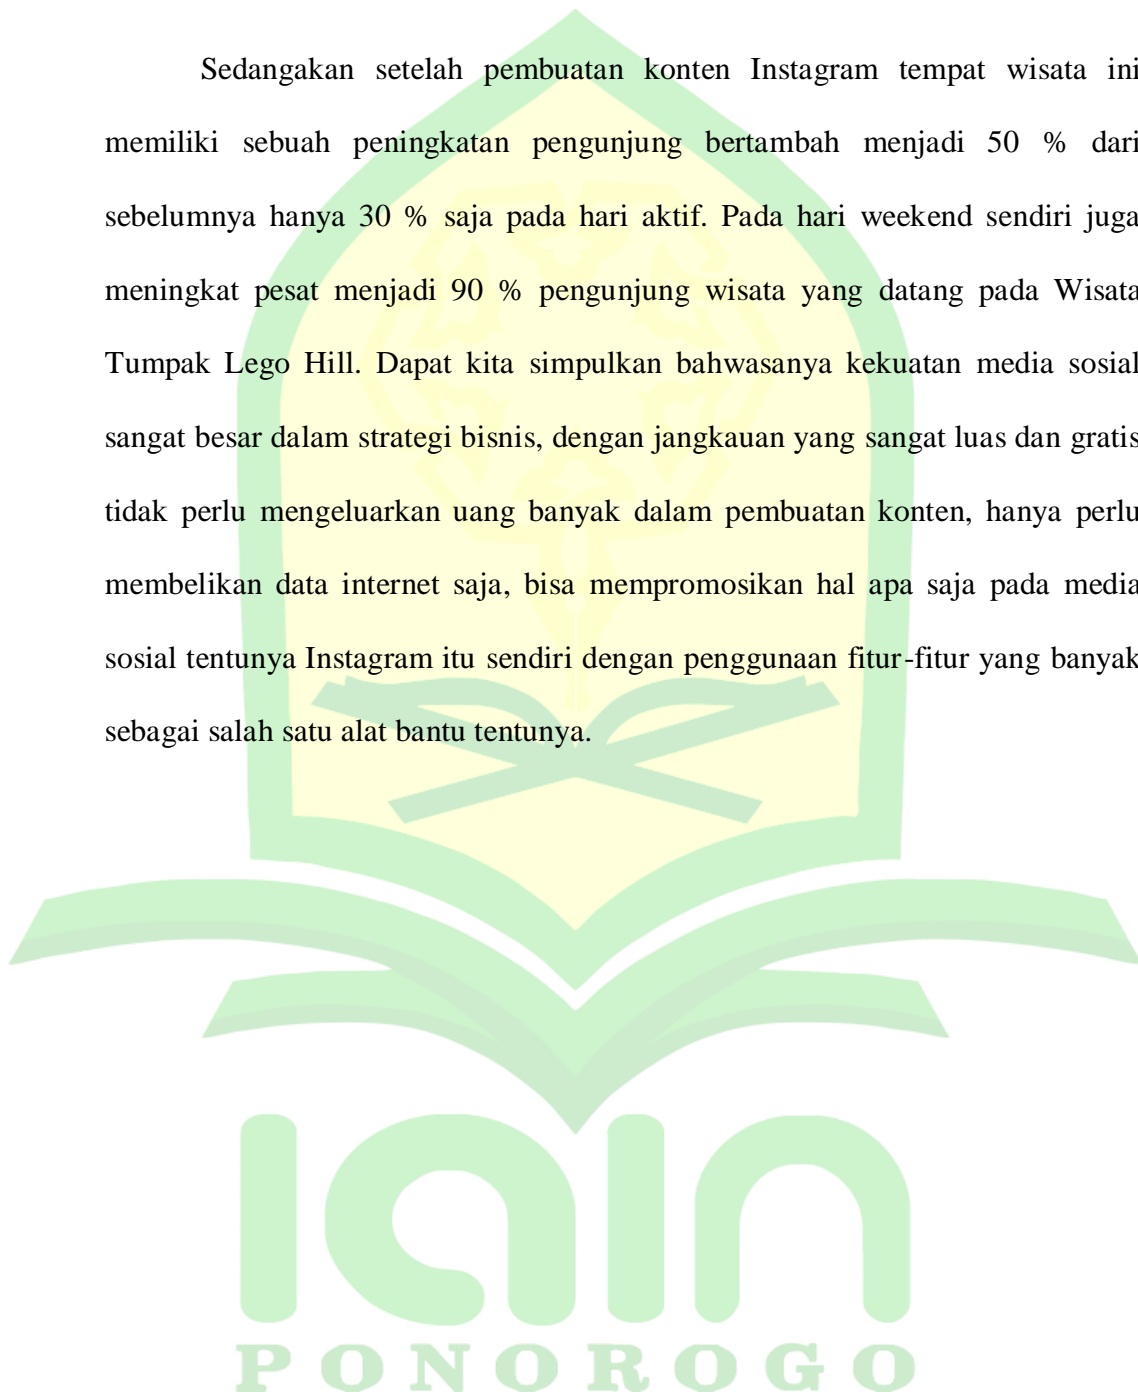 Sedangakan setelah pembuatan konten Instagram tempat wisata ini
memiliki sebuah peningkatan pengunjung bertambah menjadi 50 % dari
sebelumnya hanya 30 % saja pada hari aktif. Pada hari weekend sendiri juga
meningkat pesat menjadi 90 % pengunjung wisata yang datang pada Wisata
Tumpak Lego Hill. Dapat kita simpulkan bahwasanya kekuatan media sosial
sangat besar dalam strategi bisnis, dengan jangkauan yang sangat luas dan gratis
tidak perlu mengeluarkan uang banyak dalam pembuatan konten, hanya perlu
membelikan data internet saja, bisa mempromosikan hal apa saja pada media
sosial tentunya Instagram itu sendiri dengan penggunaan fitur-fitur yang banyak
sebagai salah satu alat bantu tentunya.
iain
PONOROGO